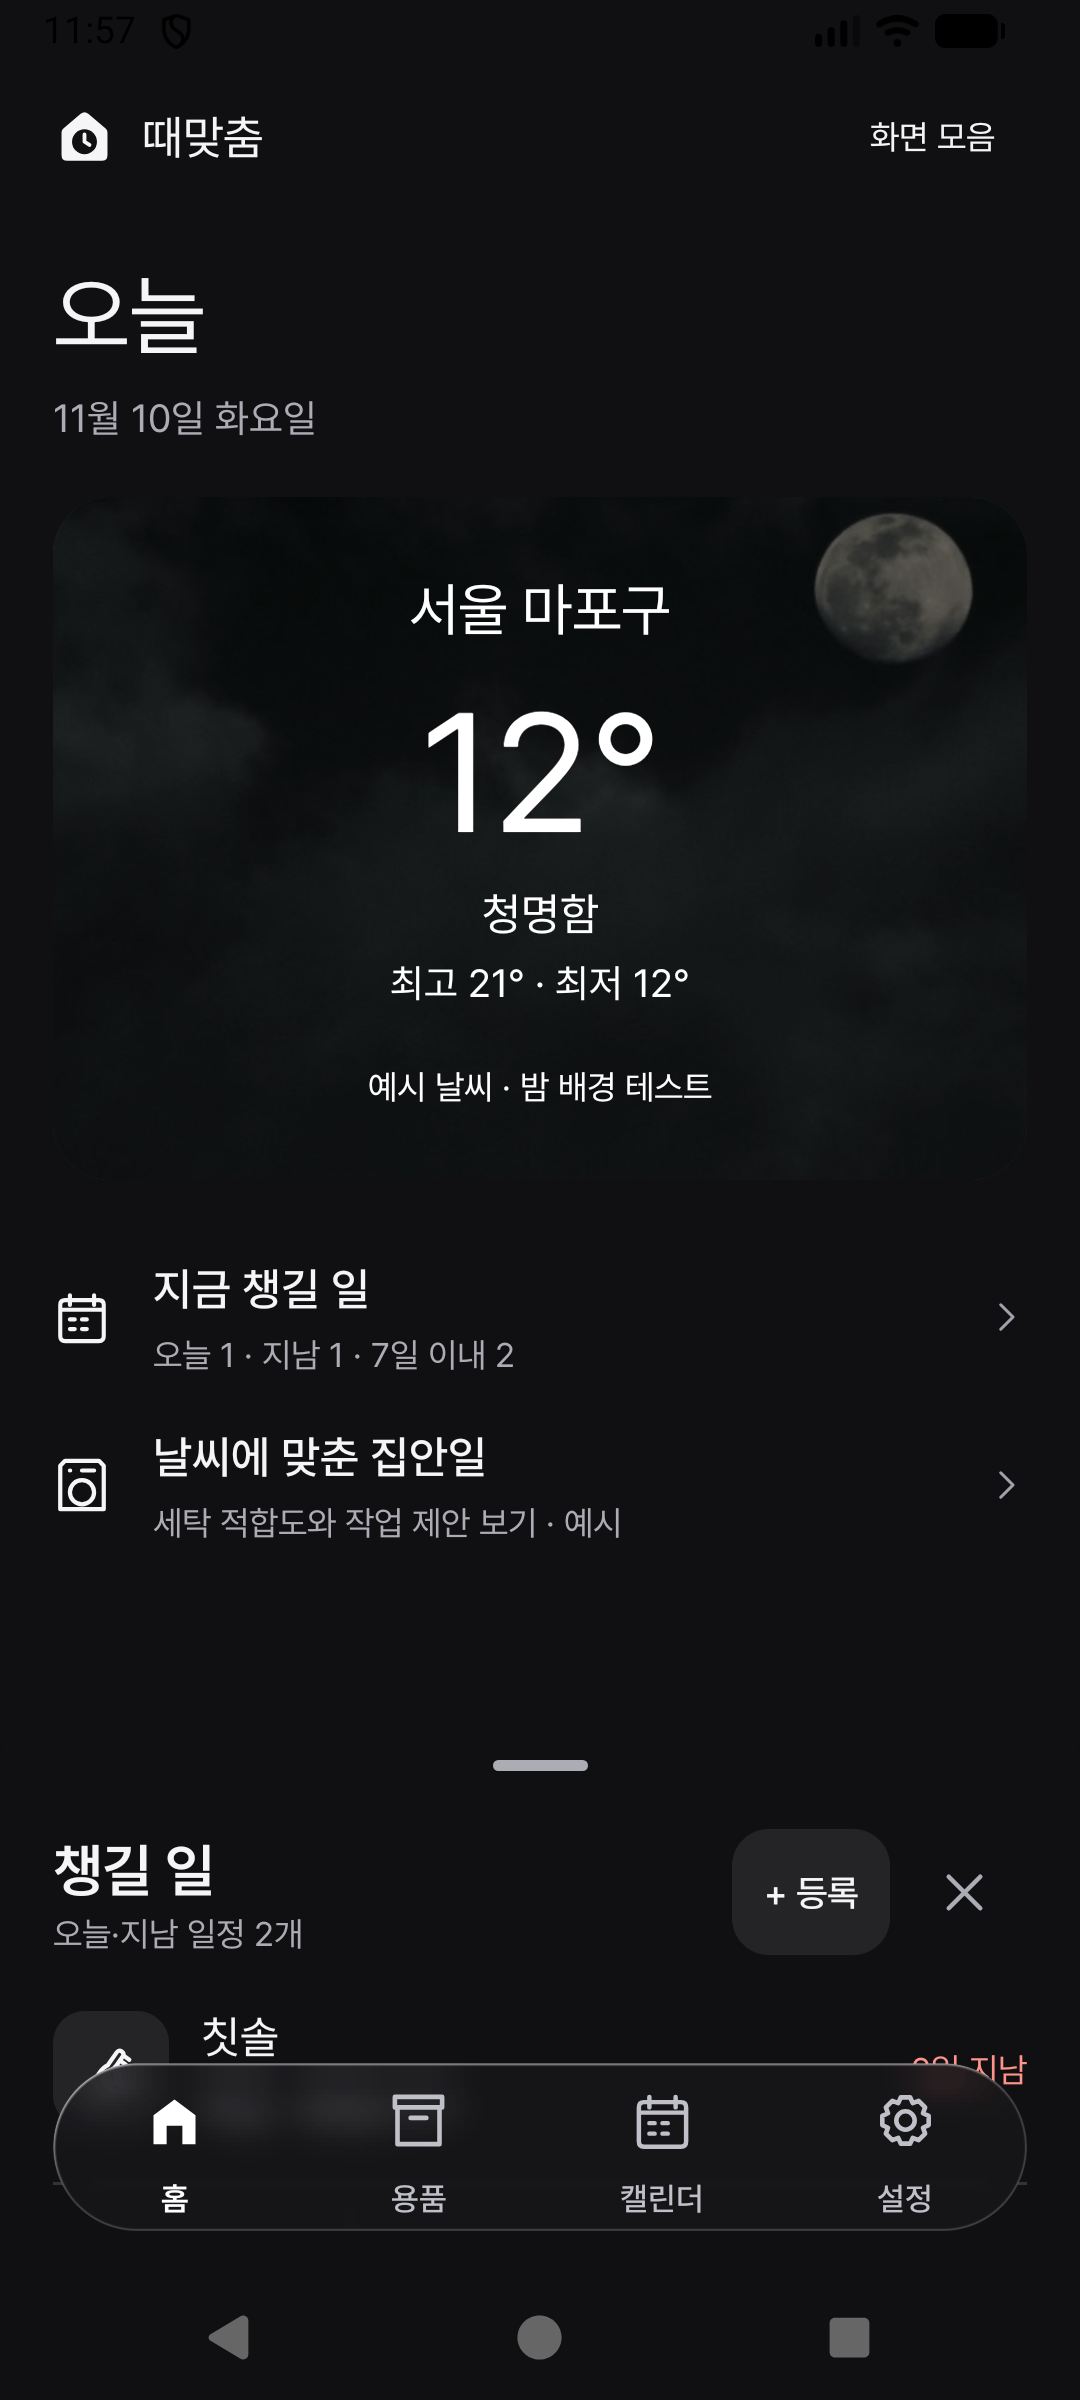 11:57
때맞춤
화면 모음
오늘
11월 10일 화요일
서울 마포구
12°
청명함
최고 21° · 최저 12°
예시 날씨 · 밤 배경 테스트
지금 챙길 일
오늘 1 · 지남 1 · 7일 이내 2
날씨에 맞춘 집안일
세탁 적합도와 작업 제안 보기 · 예시
챙길 일
+ 등록
오늘·지남 일정 2개
칫솔
지남
홈
용품
캘린더
설정